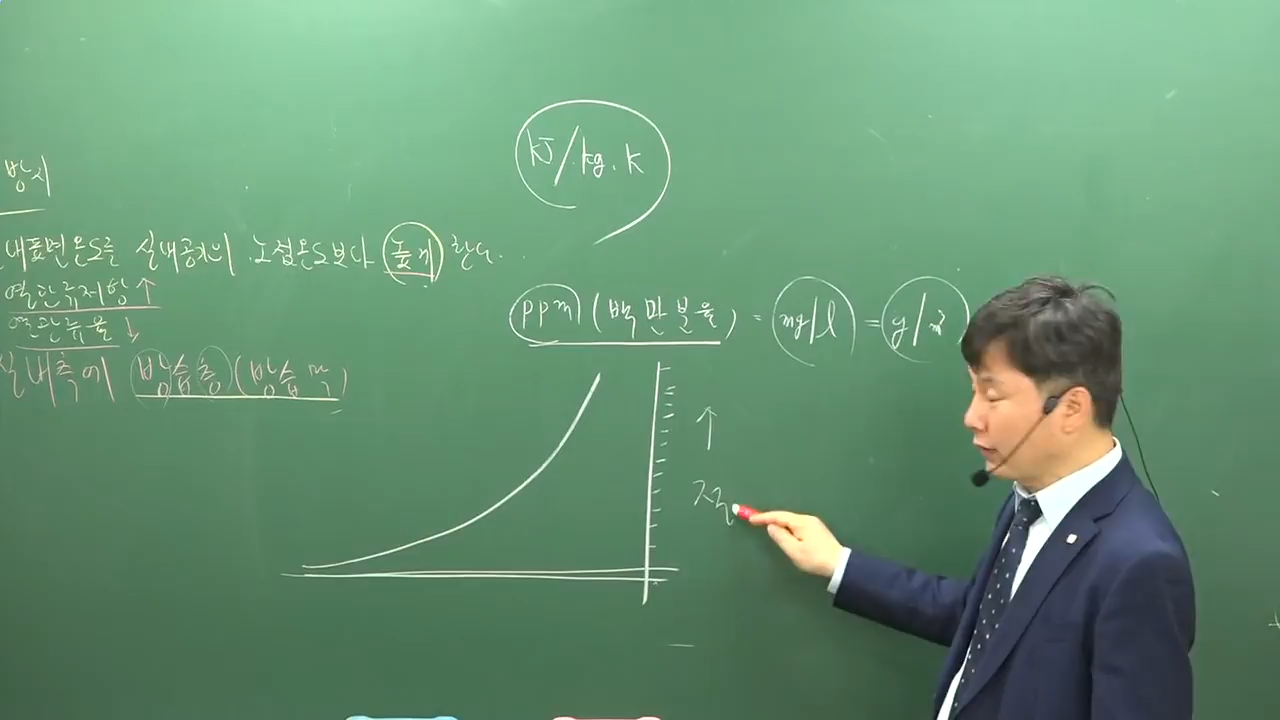 kJ/kg.K
방지
내표면온도를 실내공기의 노점온도보다 높게 한다.
열관류저항 ↑
열관류율 ↓
실내측에 방습층(방습막)
ppm (백만분율) = mg/l = g/m³
↑